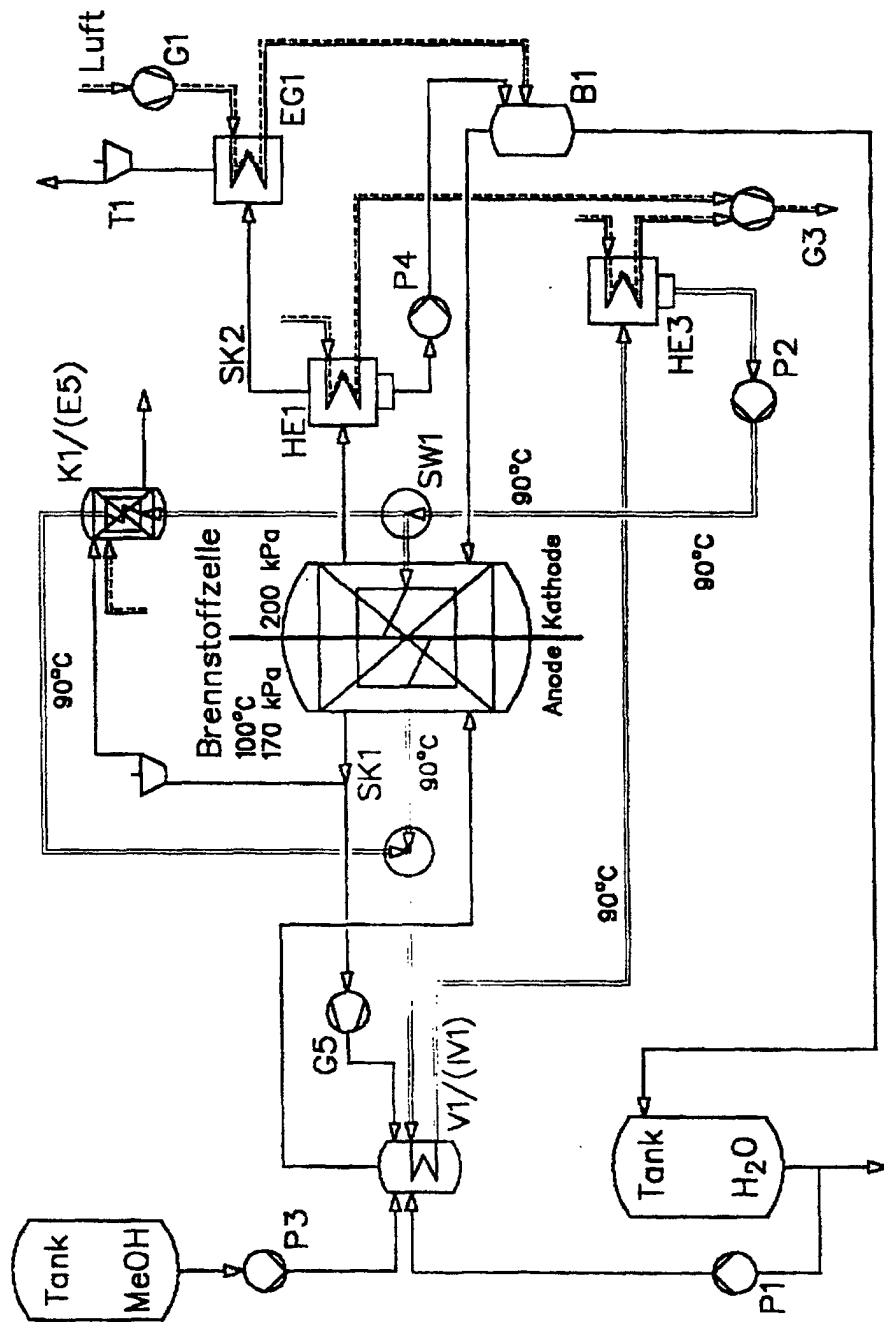 Luft
G1
EG1
T1
B1
SK2
P4
G3
HE1
HE3
P2
K1/(E5)
SW1
90°C
90°C
90°C
Brennstoffzelle
100°C
170 kPa
200 kPa
Anode
Kathode
SK1
90°C
90°C
G5
V1/(IV1)
Tank
MeOH
P3
Tank
H₂O
P1